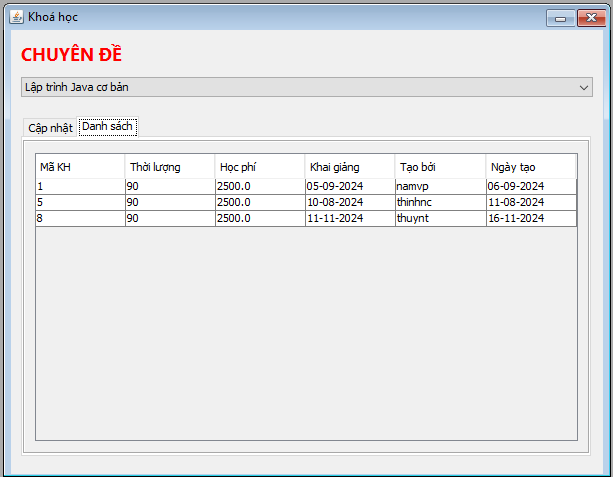 Khoá học
CHUYÊN ĐỀ
Lập trình Java cơ bản
Cập nhật Danh sách
Mã KH Thời lượng Học phí Khai giảng Tạo bởi Ngày tạo
1 90 2500.0 05-09-2024 namvp 06-09-2024
5 90 2500.0 10-08-2024 thinhnc 11-08-2024
8 90 2500.0 11-11-2024 thuynt 16-11-2024